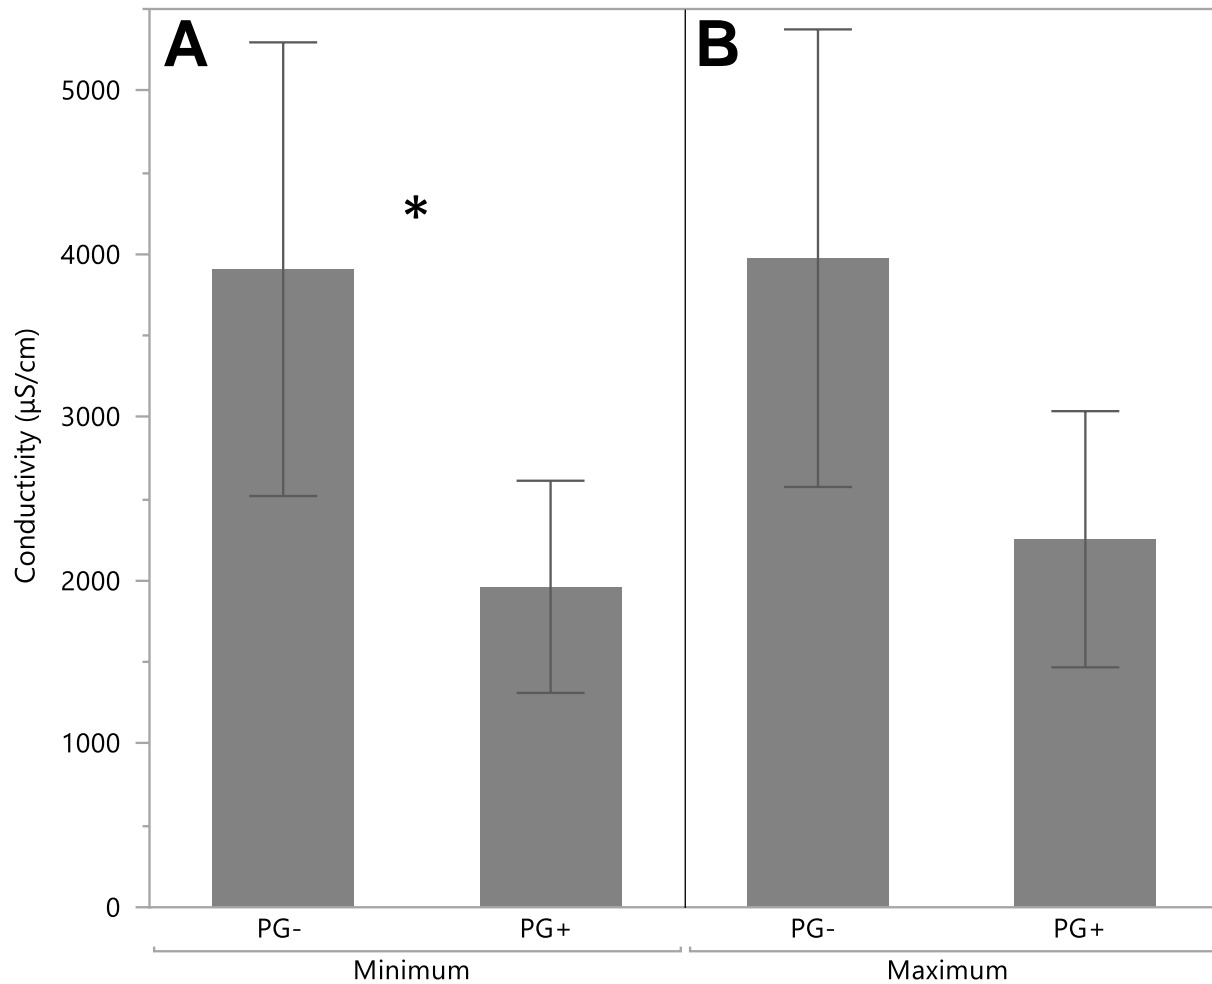 A
B
5000
*
4000
3000
2000
1000
0
Conductivity (µS/cm)
PG-
PG+
PG-
PG+
Minimum
Maximum